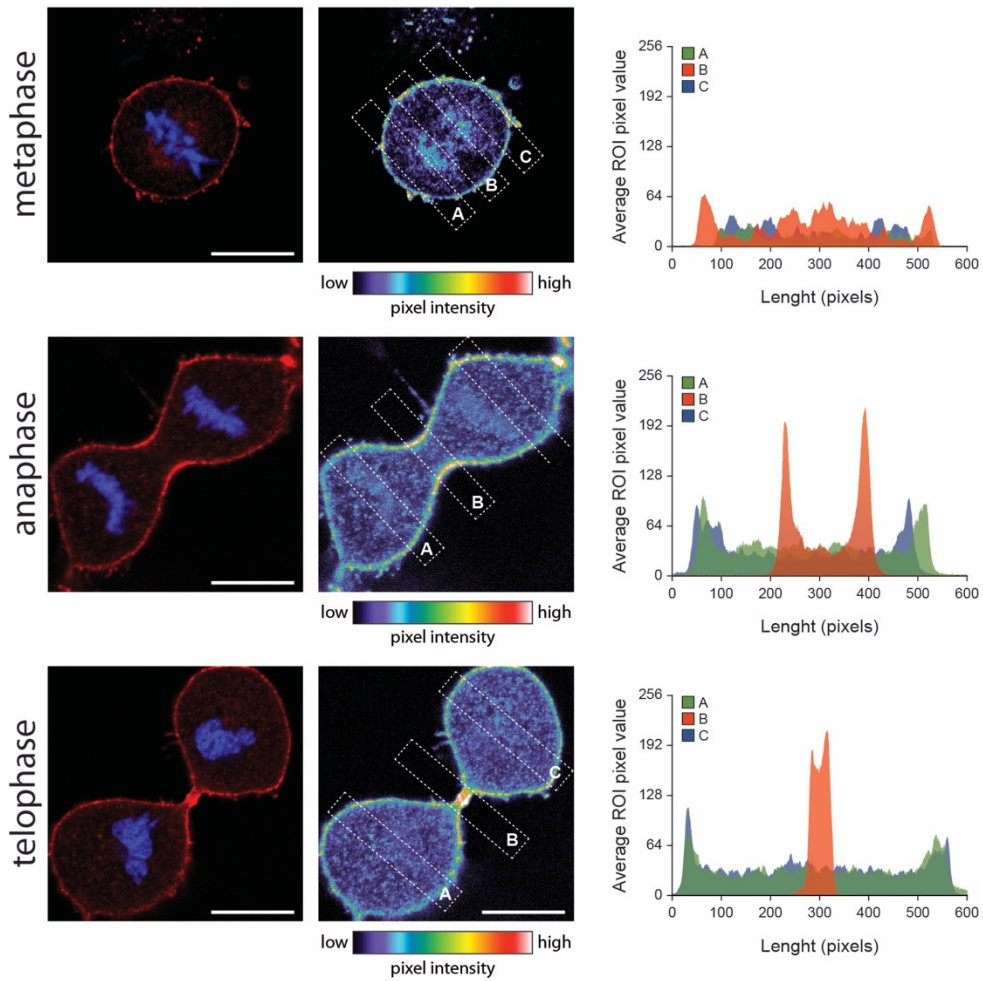 metaphase
A
B
C
low
high
pixel intensity
Average ROI pixel value
256
192
128
64
0
A
B
C
0 100 200 300 400 500 600
Lenght (pixels)
anaphase
A
B
low
high
pixel intensity
Average ROI pixel value
256
192
128
64
0
A
B
C
0 100 200 300 400 500 600
Lenght (pixels)
telophase
A
B
C
low
high
pixel intensity
Average ROI pixel value
256
192
128
64
0
A
B
C
0 100 200 300 400 500 600
Lenght (pixels)